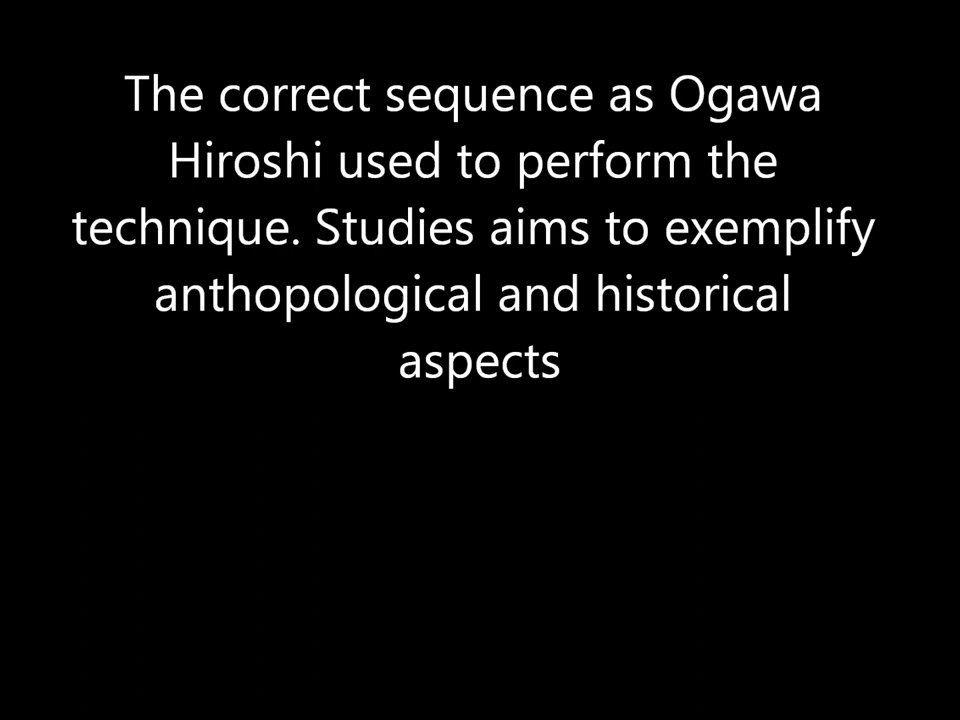 The correct sequence as Ogawa
Hiroshi used to perform the
technique. Studies aims to exemplify
anthopological and historical
aspects